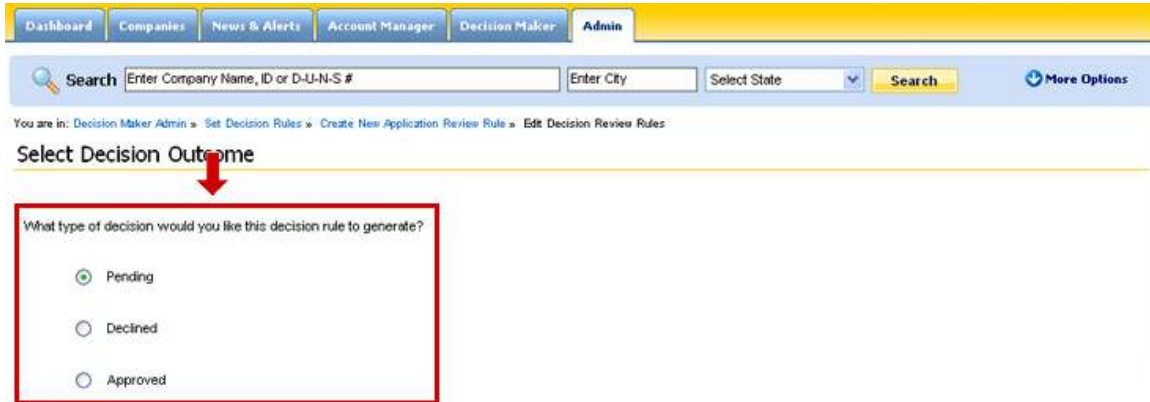 Dashboard Companies News & Alerts Account Manager Decision Maker Admin
Search Enter Company Name, ID or D-U-N-S # Enter City Select State Search More Options
You are in: Decision Maker Admin » Set Decision Rules » Create New Application Review Rule » Edit Decision Review Rules
Select Decision Outcome
What type of decision would you like this decision rule to generate?
Pending
Declined
Approved